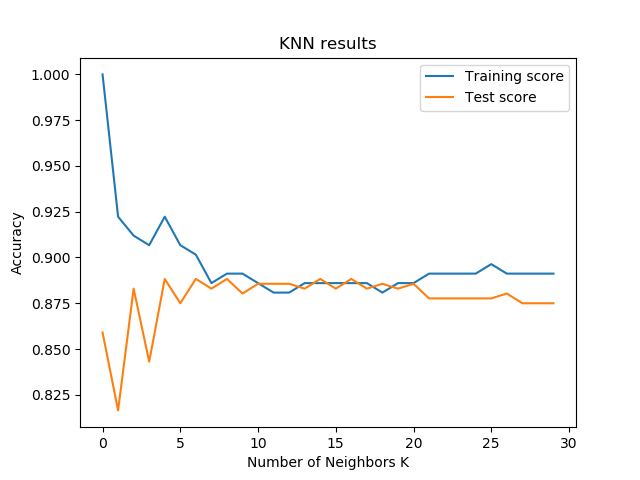 KNN results
Training score
Test score
1.000
0.975
0.950
0.925
0.900
0.875
0.850
0.825
Accuracy
0 5 10 15 20 25 30
Number of Neighbors K